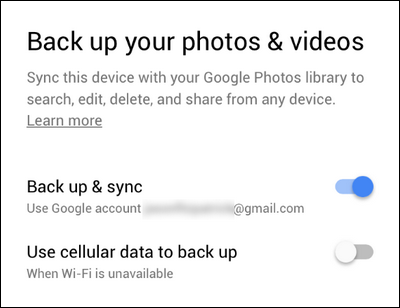 Back up your photos & videos
Sync this device with your Google Photos library to
search, edit, delete, and share from any device.
Learn more
Back up & sync
Use Google account @gmail.com
Use cellular data to back up
When Wi-Fi is unavailable